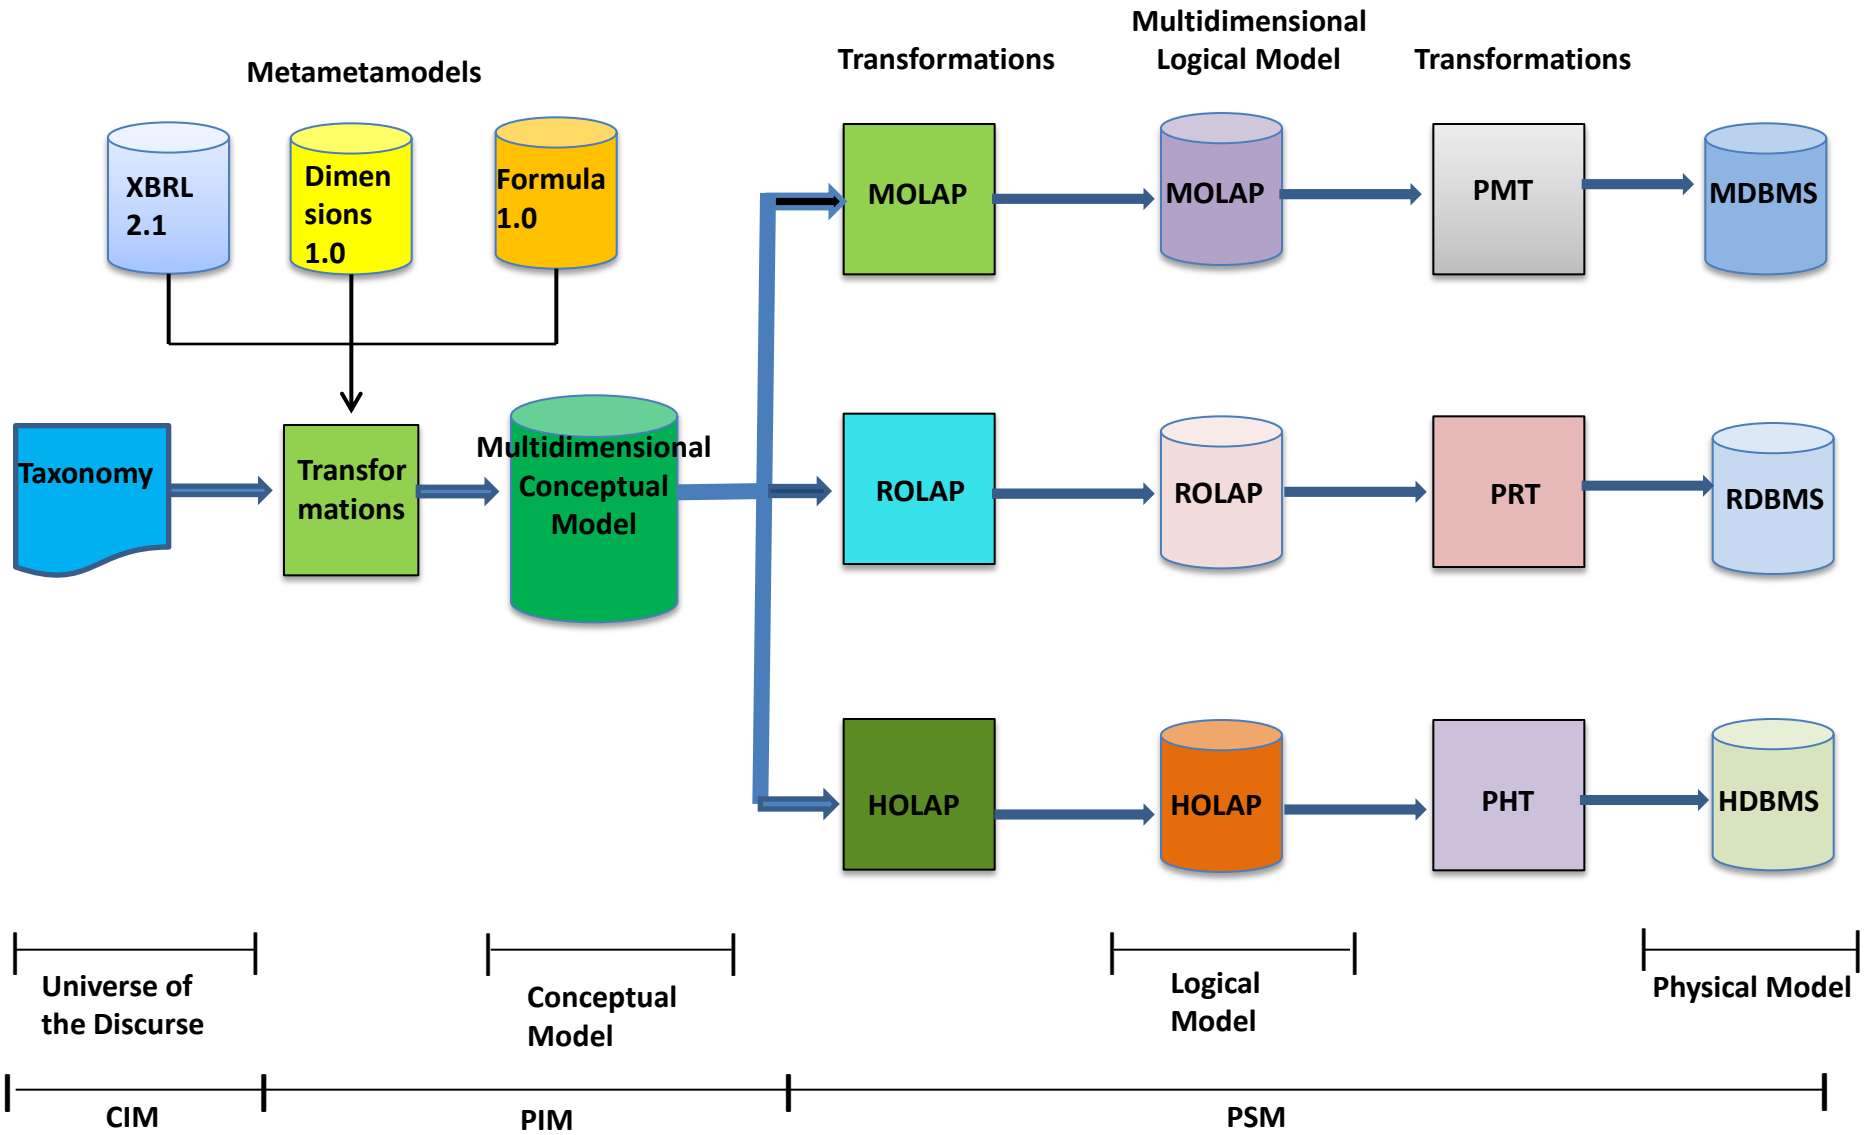 Metametamodels
Transformations
Multidimensional
Logical Model
Transformations
XBRL
2.1
Dimen
sions
1.0
Formula
1.0
MOLAP
MOLAP
PMT
MDBMS
Taxonomy
Transfor
mations
Multidimensional
Conceptual
Model
ROLAP
ROLAP
PRT
RDBMS
HOLAP
HOLAP
PHT
HDBMS
Universe of
the Discurse
Conceptual
Model
Logical
Model
Physical Model
CIM
PIM
PSM